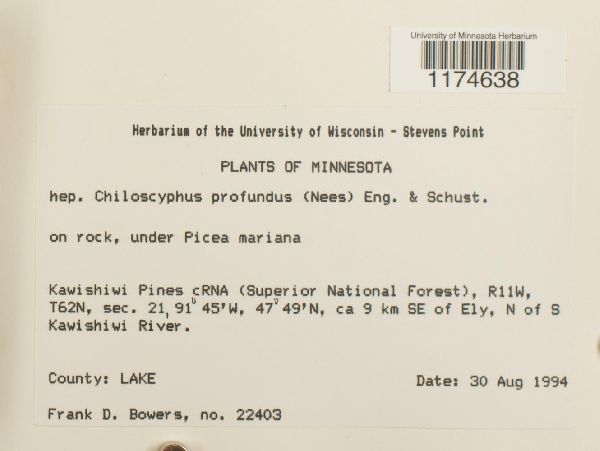 University of Minnesota Herbarium
1174638
Herbarium of the University of Wisconsin - Stevens Point
PLANTS OF MINNESOTA
hep. Chiloscyphus profundus (Nees) Eng. & Schust.
on rock, under Picea mariana
Kawishiwi Pines cRNA (Superior National Forest), R11W,
T62N, sec. 21, 91° 45'W, 47° 49'N, ca 9 km SE of Ely, N of S
Kawishiwi River.
County: LAKE
Date: 30 Aug 1994
Frank D. Bowers, no. 22403